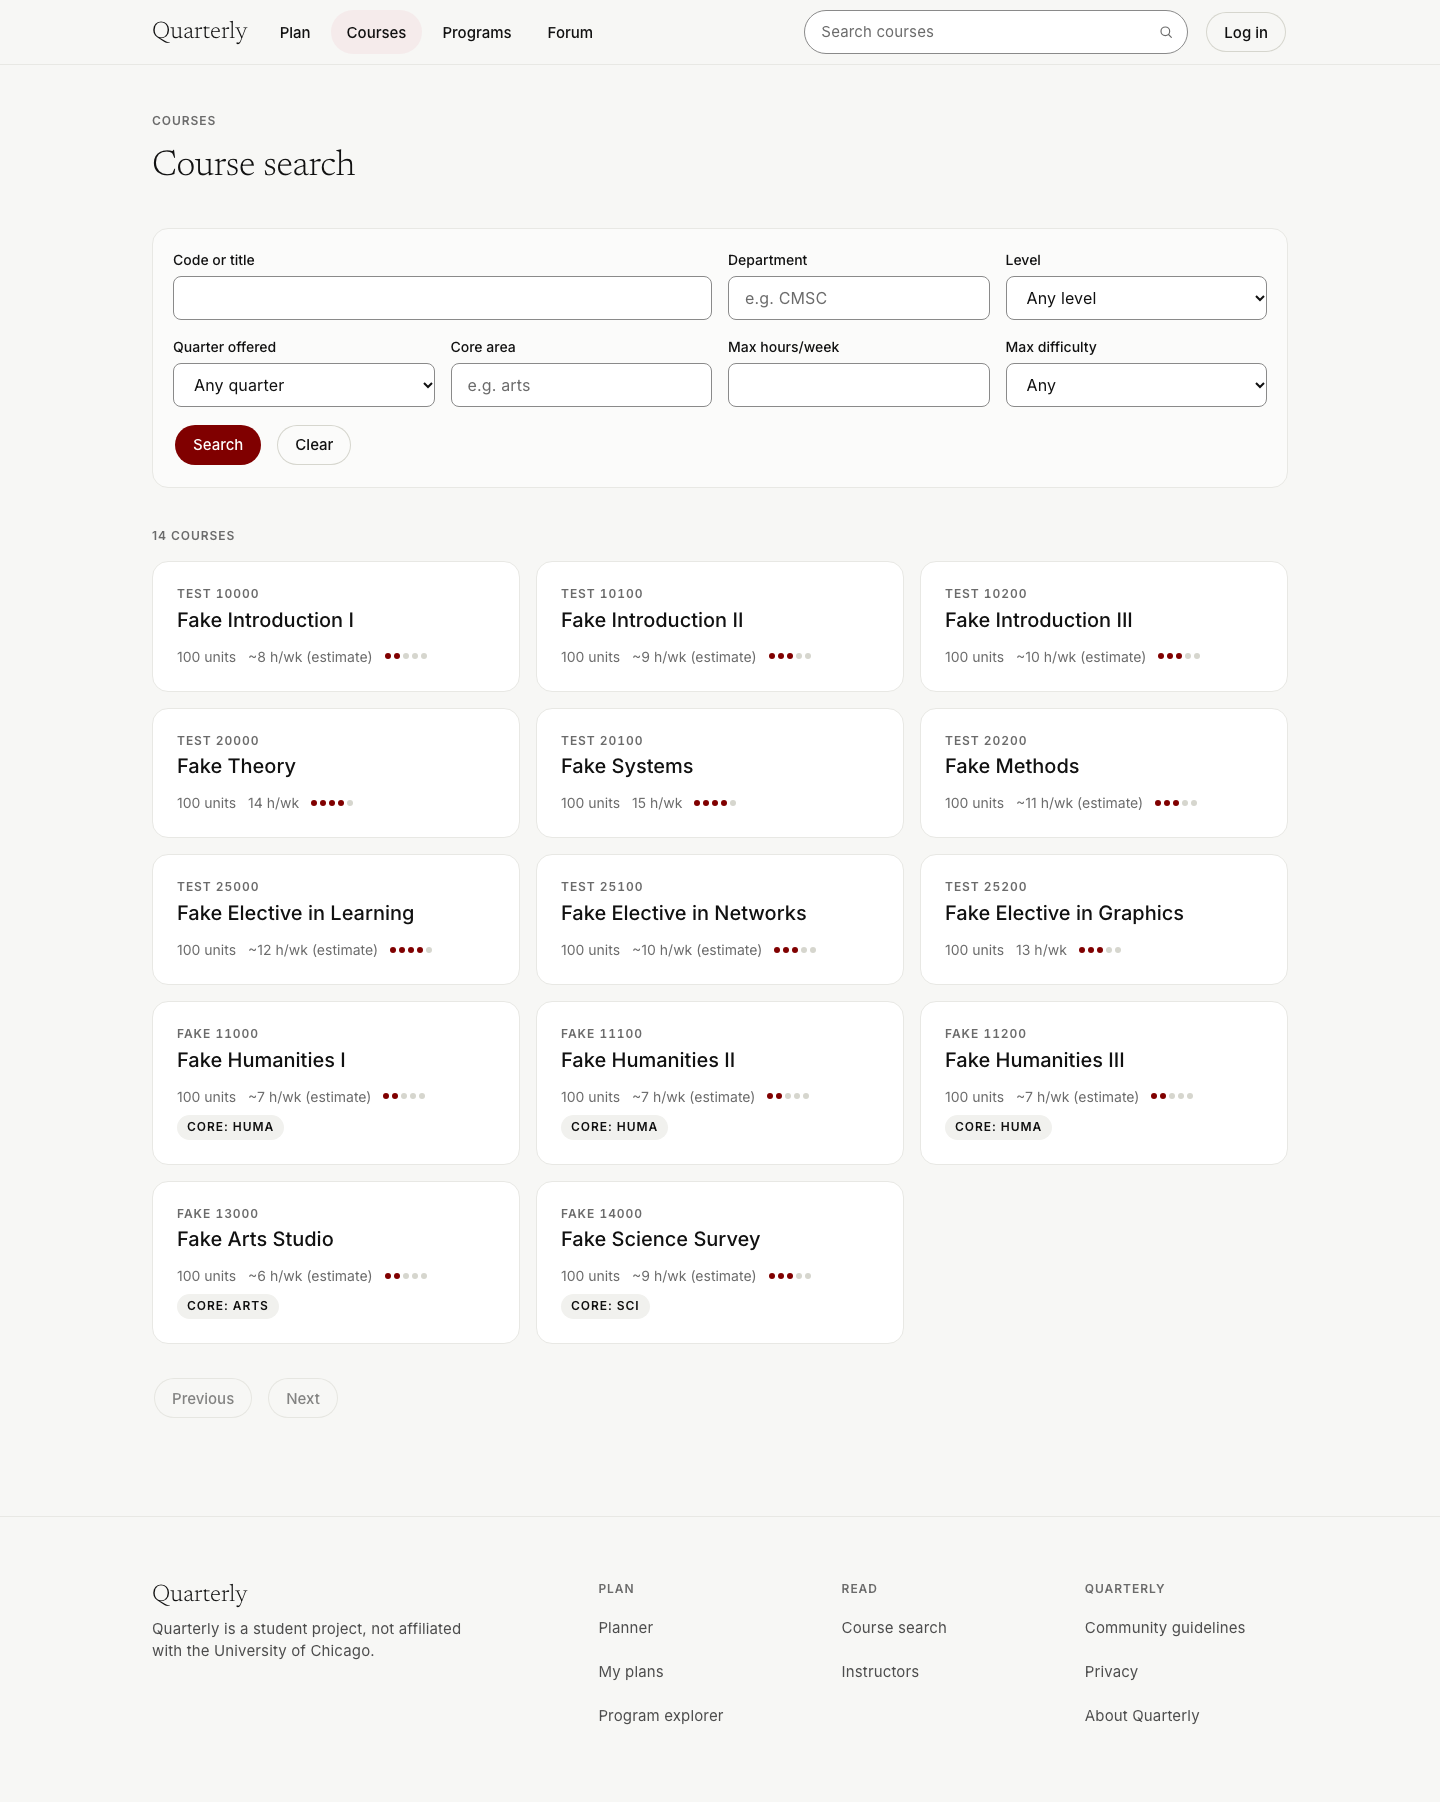 Quarterly
Plan
Courses
Programs
Forum
Search courses
Log in
COURSES
Course search
Code or title
Department
Level
e.g. CMSC
Any level
Quarter offered
Core area
Max hours/week
Max difficulty
Any quarter
e.g. arts
Any
Search
Clear
14 COURSES
TEST 10000
Fake Introduction I
100 units ~8 h/wk (estimate)
TEST 10100
Fake Introduction II
100 units ~9 h/wk (estimate)
TEST 10200
Fake Introduction III
100 units ~10 h/wk (estimate)
TEST 20000
Fake Theory
100 units 14 h/wk
TEST 20100
Fake Systems
100 units 15 h/wk
TEST 20200
Fake Methods
100 units ~11 h/wk (estimate)
TEST 25000
Fake Elective in Learning
100 units ~12 h/wk (estimate)
TEST 25100
Fake Elective in Networks
100 units ~10 h/wk (estimate)
TEST 25200
Fake Elective in Graphics
100 units 13 h/wk
FAKE 11000
Fake Humanities I
100 units ~7 h/wk (estimate)
CORE: HUMA
FAKE 11100
Fake Humanities II
100 units ~7 h/wk (estimate)
CORE: HUMA
FAKE 11200
Fake Humanities III
100 units ~7 h/wk (estimate)
CORE: HUMA
FAKE 13000
Fake Arts Studio
100 units ~6 h/wk (estimate)
CORE: ARTS
FAKE 14000
Fake Science Survey
100 units ~9 h/wk (estimate)
CORE: SCI
Previous
Next
Quarterly
Quarterly is a student project, not affiliated
with the University of Chicago.
PLAN
Planner
My plans
Program explorer
READ
Course search
Instructors
QUARTERLY
Community guidelines
Privacy
About Quarterly